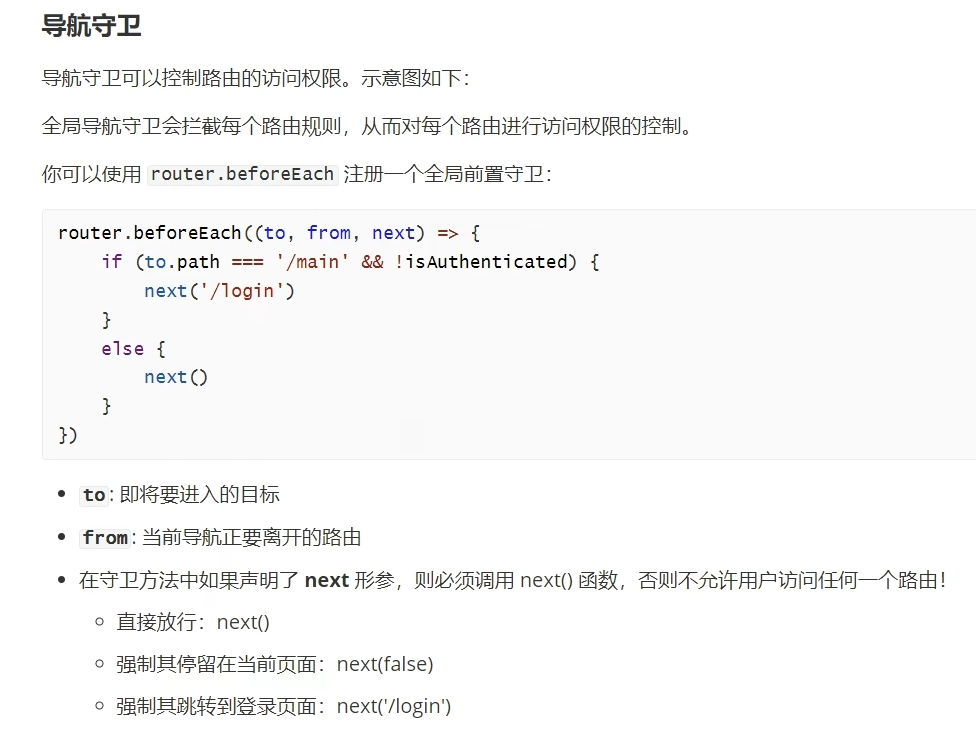 导航守卫
导航守卫可以控制路由的访问权限。示意图如下：
全局导航守卫会拦截每个路由规则，从而对每个路由进行访问权限的控制。
你可以使用 router.beforeEach 注册一个全局前置守卫：
router.beforeEach((to, from, next) => {
    if (to.path === '/main' && !isAuthenticated) {
        next('/login')
    }
    else {
        next()
    }
})
• to: 即将要进入的目标
• from: 当前导航正要离开的路由
• 在守卫方法中如果声明了 next 形参，则必须调用 next() 函数，否则不允许用户访问任何一个路由！
◦ 直接放行：next()
◦ 强制其停留在当前页面：next(false)
◦ 强制其跳转到登录页面：next('/login')